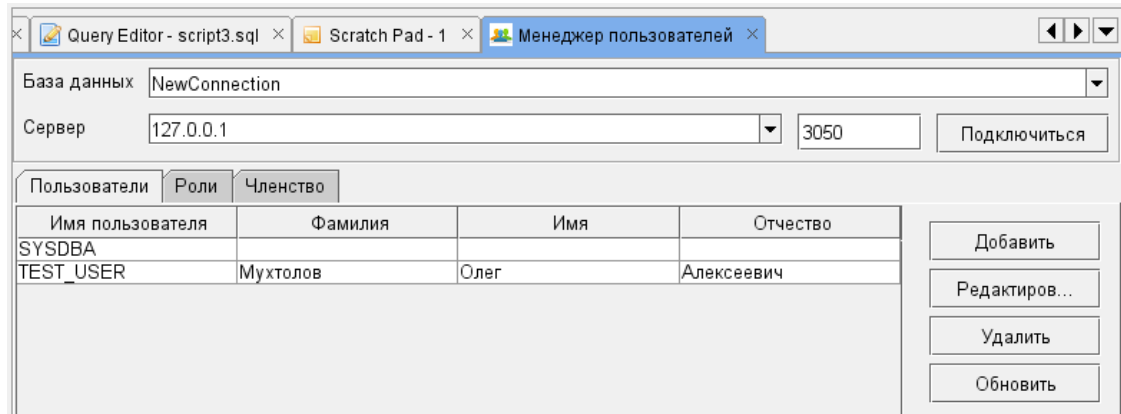 Query Editor - script3.sql Scratch Pad - 1 Менеджер пользователей
База данных NewConnection
Сервер 127.0.0.1 3050 Подключиться
Пользователи Роли Членство
Имя пользователя Фамилия Имя Отчество
SYSDBA
TEST_USER Мухтолов Олег Алексеевич
Добавить
Редактиров...
Удалить
Обновить